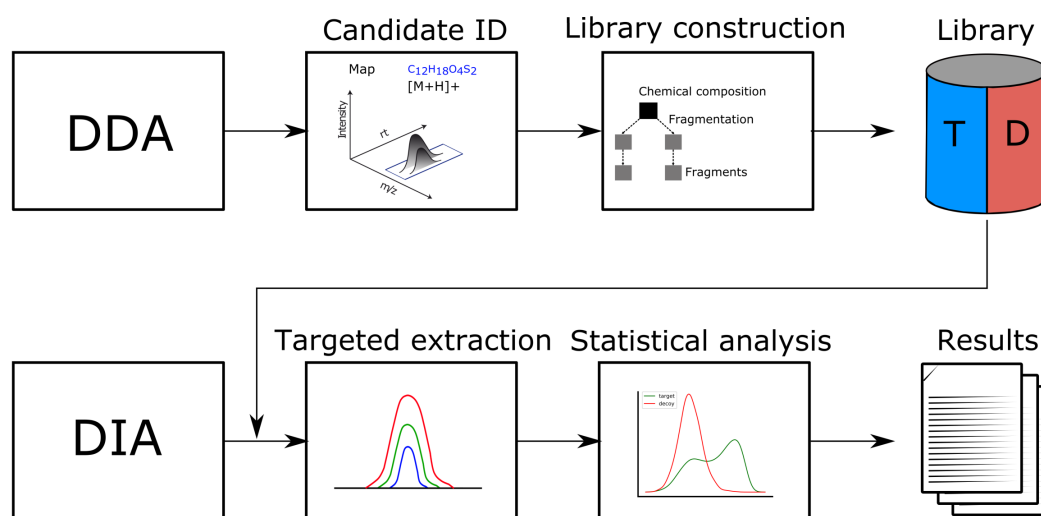 Candidate ID
Library construction
Library
DDA
Map
C12H18O4S2
[M+H]+
Intensity
rt
m/z
Chemical composition
Fragmentation
Fragments
T
D
Targeted extraction
Statistical analysis
Results
DIA
target
decoy